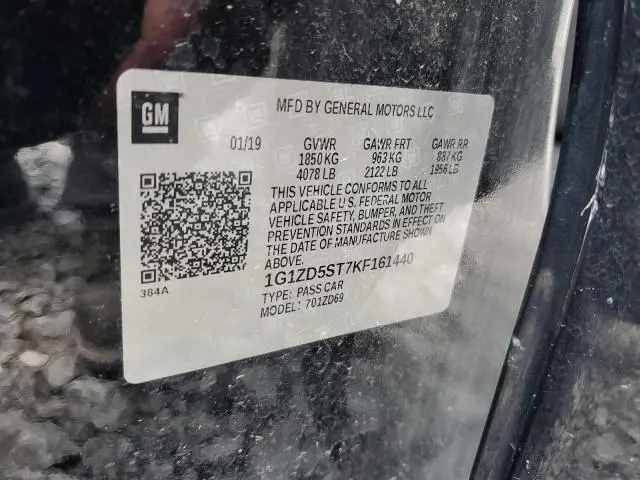 GM
MFD BY GENERAL MOTORS LLC
01/19 GVWR GAWR FRT GAWR RR
1850 KG 963 KG 887 KG
4078 LB 2122 LB 1956 LB
THIS VEHICLE CONFORMS TO ALL
APPLICABLE U.S. FEDERAL MOTOR
VEHICLE SAFETY, BUMPER, AND THEFT
PREVENTION STANDARDS IN EFFECT ON
THE DATE OF MANUFACTURE SHOWN
ABOVE.
1G1ZD5ST7KF161440
384A
TYPE: PASS CAR
MODEL: 701ZD69